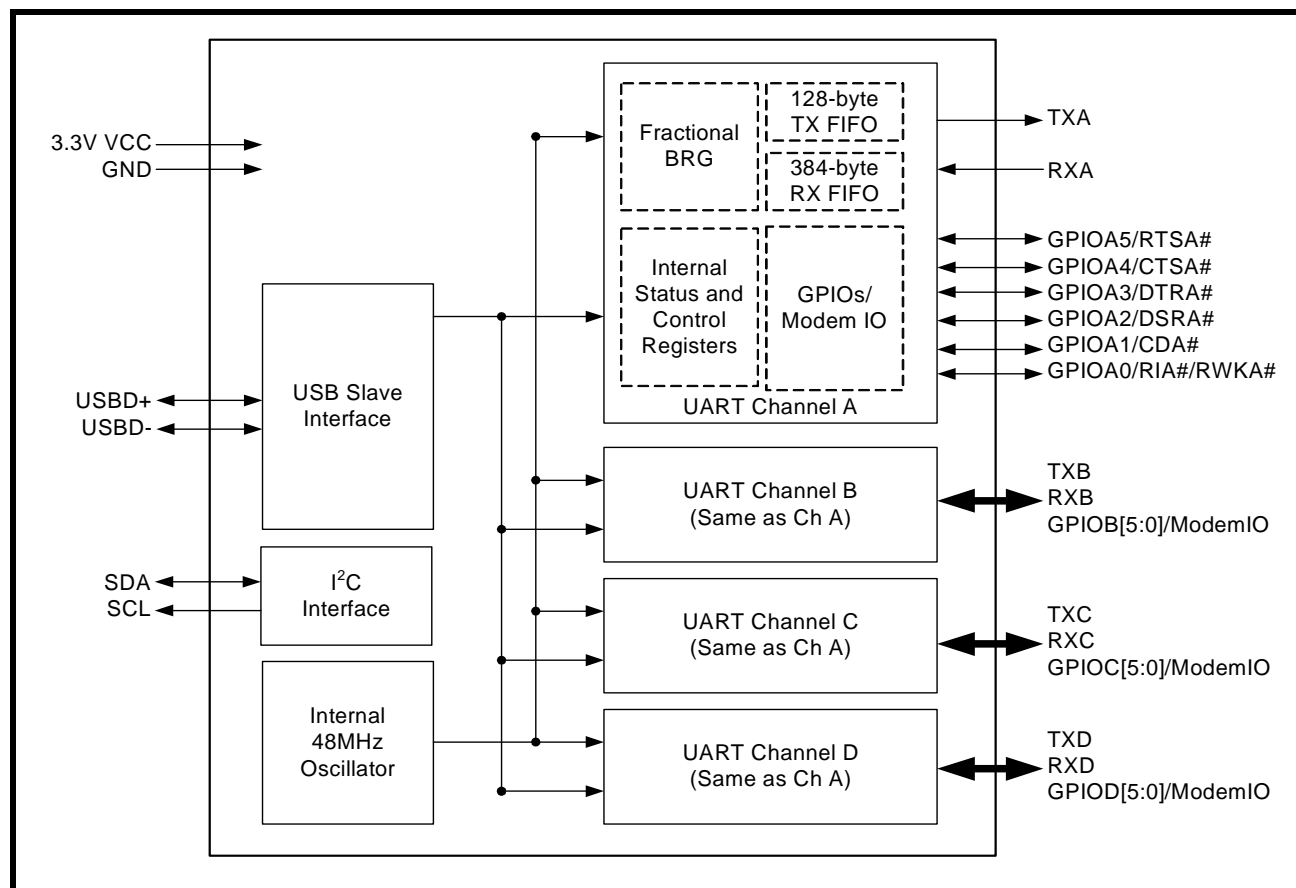 3.3V VCC
GND
USBD+
USBD-
SDA
SCL
USB Slave
Interface
I²C
Interface
Internal
48MHz
Oscillator
Fractional
BRG
128-byte
TX FIFO
384-byte
RX FIFO
Internal
Status and
Control
Registers
GPIOs/
Modem IO
UART Channel A
UART Channel B
(Same as Ch A)
UART Channel C
(Same as Ch A)
UART Channel D
(Same as Ch A)
TXA
RXA
GPIOA5/RTSA#
GPIOA4/CTSA#
GPIOA3/DTRA#
GPIOA2/DSRA#
GPIOA1/CDA#
GPIOA0/RIA#/RWKA#
TXB
RXB
GPIOB[5:0]/ModemIO
TXC
RXC
GPIOC[5:0]/ModemIO
TXD
RXD
GPIOD[5:0]/ModemIO